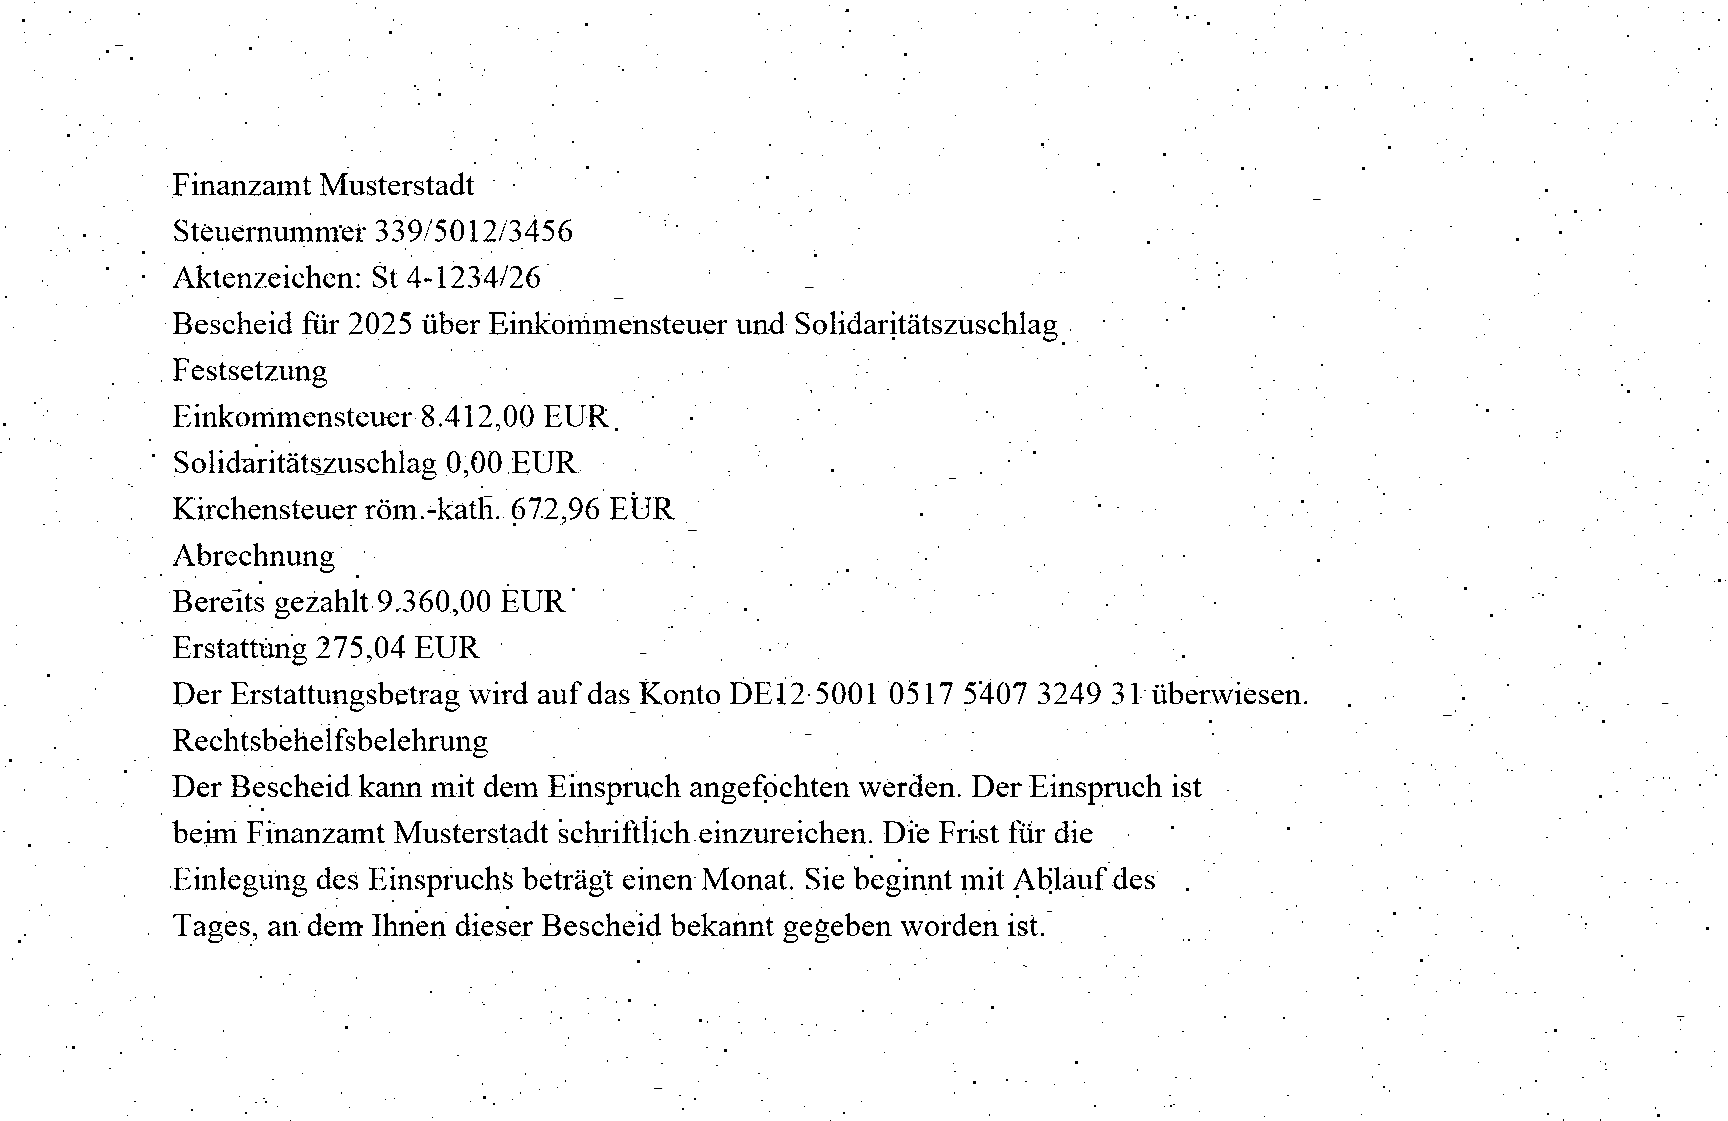 Finanzamt Musterstadt
Steuernummer 339/5012/3456
Aktenzeichen: St 4-1234/26
Bescheid für 2025 über Einkommensteuer und Solidaritätszuschlag
Festsetzung
Einkommensteuer 8.412,00 EUR
Solidaritätszuschlag 0,00 EUR
Kirchensteuer röm.-kath. 672,96 EUR
Abrechnung
Bereits gezahlt 9.360,00 EUR
Erstattung 275,04 EUR
Der Erstattungsbetrag wird auf das Konto DE12 5001 0517 5407 3249 31 überwiesen.
Rechtsbehelfsbelehrung
Der Bescheid kann mit dem Einspruch angefochten werden. Der Einspruch ist
beim Finanzamt Musterstadt schriftlich einzureichen. Die Frist für die
Einlegung des Einspruchs beträgt einen Monat. Sie beginnt mit Ablauf des
Tages, an dem Ihnen dieser Bescheid bekannt gegeben worden ist.